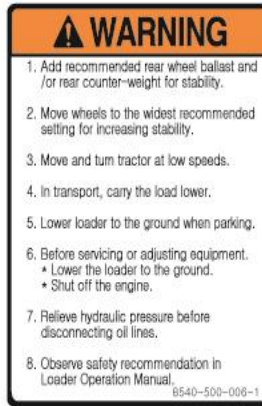 WARNING
1. Add recommended rear wheel ballast and
/or rear counter-weight for stability.
2. Move wheels to the widest recommended
setting for increasing stability.
3. Move and turn tractor at low speeds.
4. In transport, carry the load lower.
5. Lower loader to the ground when parking.
6. Before servicing or adjusting equipment.
* Lower the loader to the ground.
* Shut off the engine.
7. Relieve hydraulic pressure before
disconnecting oil lines.
8. Observe safety recommendation in
Loader Operation Manual.
8540-500-006-1